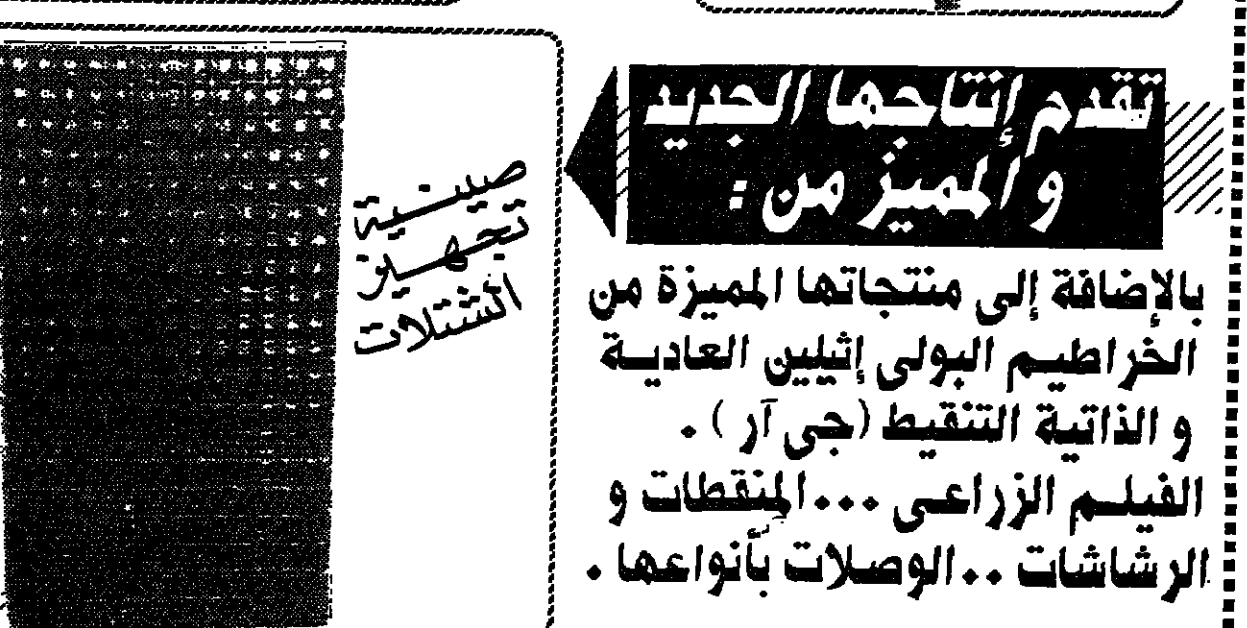 تقدم إنتاجها الجديد
و المميز من :
بالإضافة إلى منتجاتها المميزة من
الخراطيم البولى إثيلين العادية
و الذاتية التنقيط (جى آر ) .
الفيلم الزراعى ... المنقطات و
الرشاشات .. الوصلات بأنواعها .
صينية
تجهيز
الشتلات